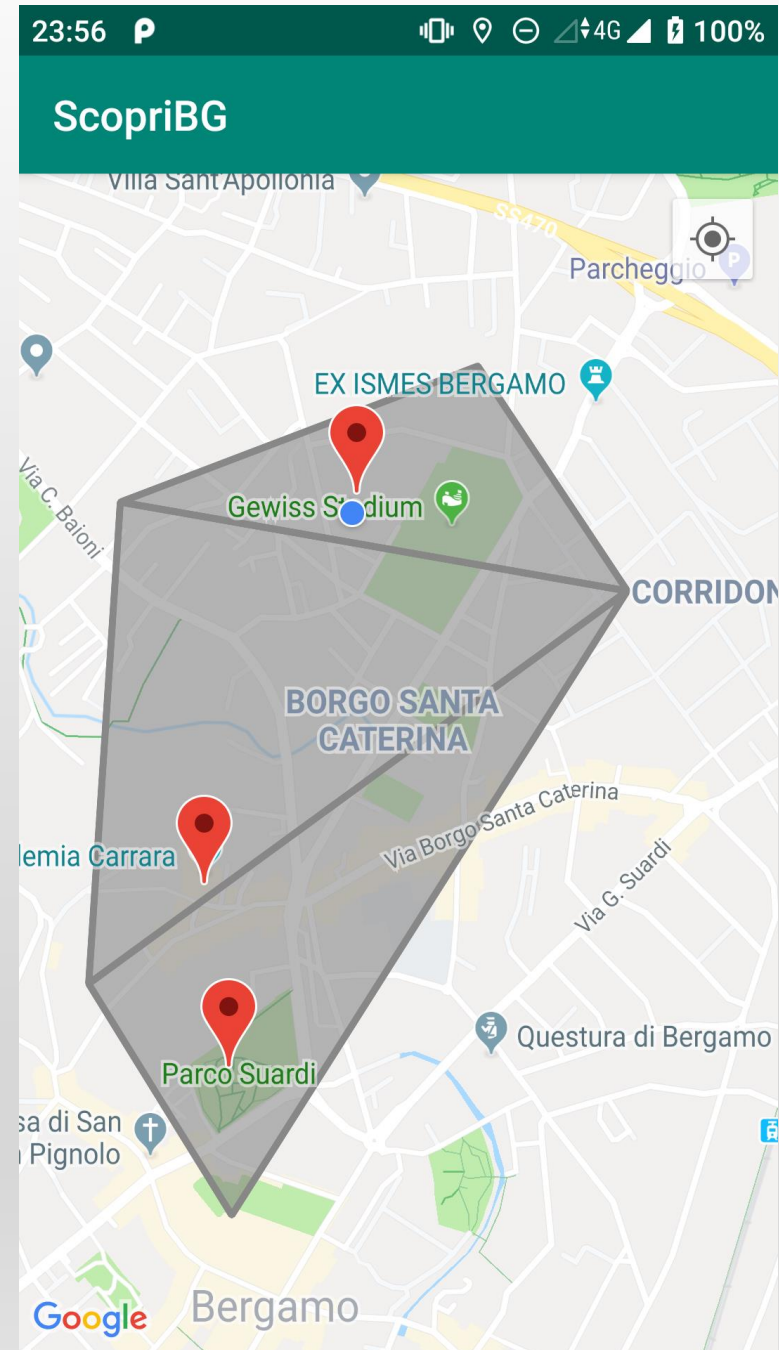 23:56
4G
100%
ScopriBG
Villa Sant'Apollonia
SS470
Parcheggio
P
EX ISMES BERGAMO
Via C. Baioni
Gewiss Stadium
CORRIDON
BORGO SANTA
CATERINA
Via Borgo Santa Caterina
lemia Carrara
Via G. Suardi
Questura di Bergamo
Parco Suardi
sa di San
Pignolo
Bergamo
Google